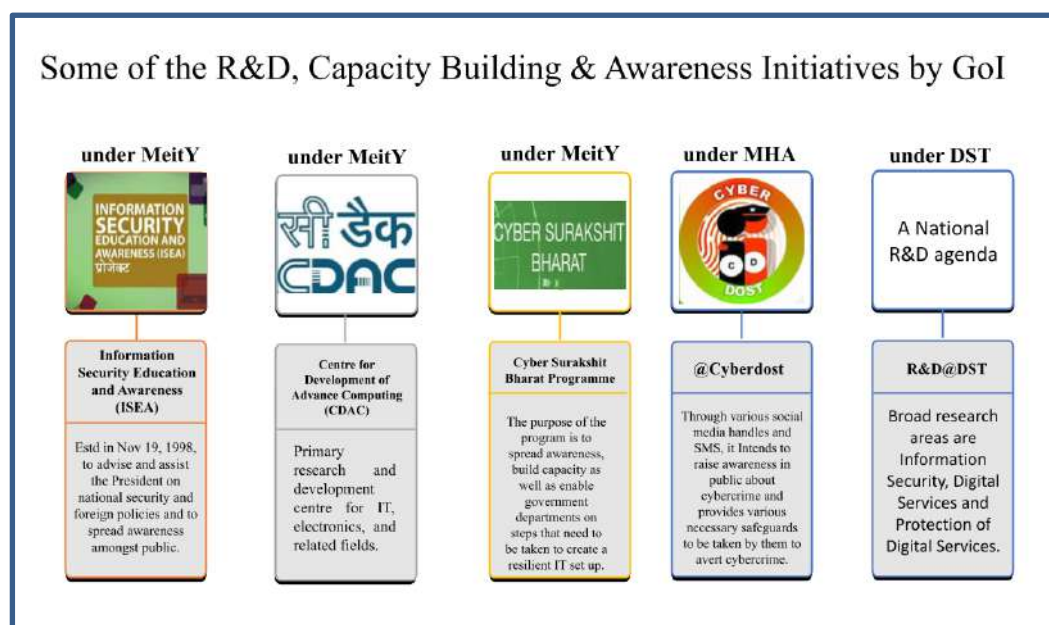 Some of the R&D, Capacity Building & Awareness Initiatives by GoI
under MeitY
INFORMATION
SECURITY
EDUCATION AND
AWARENESS (ISEA)
प्रोजेक्ट
Information
Security Education
and Awareness
(ISEA)
Estd in Nov 19, 1998,
to advise and assist
the President on
national security and
foreign policies and to
spread awareness
amongst public.
under MeitY
सी डैक
CDAC
Centre for
Development of
Advance Computing
(CDAC)
Primary
research and
development
centre for IT,
electronics, and
related fields.
under MeitY
CYBER SURAKSHIT
BHARAT
Cyber Surakshit
Bharat Programme
The purpose of the
program is to
spread awareness,
build capacity as
well as enable
government
departments on
steps that need to
be taken to create a
resilient IT set up.
under MHA
CYBER
C D
DOST
@Cyberdost
Through various social
media handles and
SMS, it Intends to
raise awareness in
public about
cybercrime and
provides various
necessary safeguards
to be taken by them to
avert cybercrime.
under DST
A National
R&D agenda
R&D@DST
Broad research
areas are
Information
Security, Digital
Services and
Protection of
Digital Services.